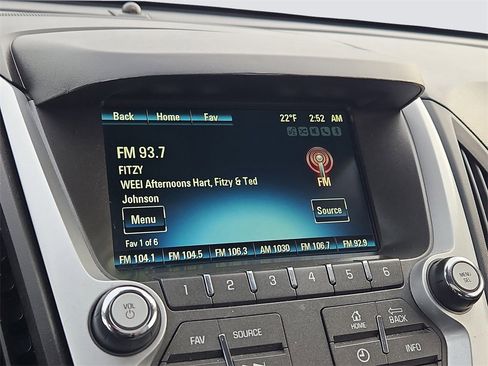 Back Home Fav 22°F 2:52 AM
FM 93.7
FITZY
WEEI Afternoons Hart, Fitzy & Ted
Johnson
FM
Menu Source
Fav 1 of 6
FM 104.1 FM 104.5 FM 106.3 AM 1030 FM 106.7 FM 92.9
1 2 3 4 5 6
VOL
MENU
SEL
FAV SOURCE HOME BACK
INFO